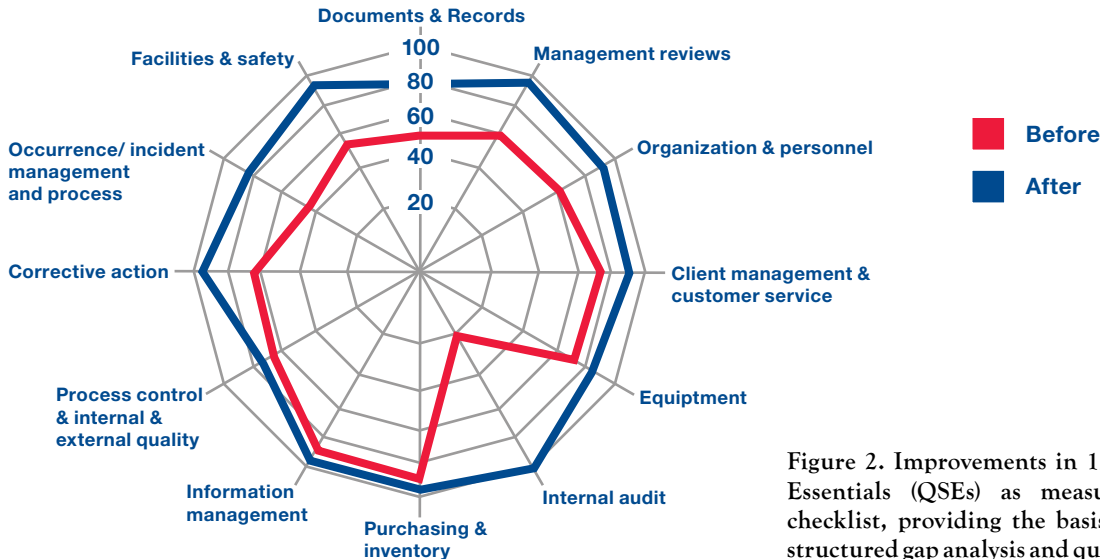 Documents & Records
100
80
60
40
20
Management reviews
Organization & personnel
Client management &
customer service
Equiptment
Internal audit
Purchasing &
inventory
Information
management
Process control
& internal &
external quality
Corrective action
Occurrence/ incident
management
and process
Facilities & safety
Before
After
Figure 2. Improvements in 1
Essentials (QSEs) as measu
checklist, providing the basis
structured gap analysis and qu